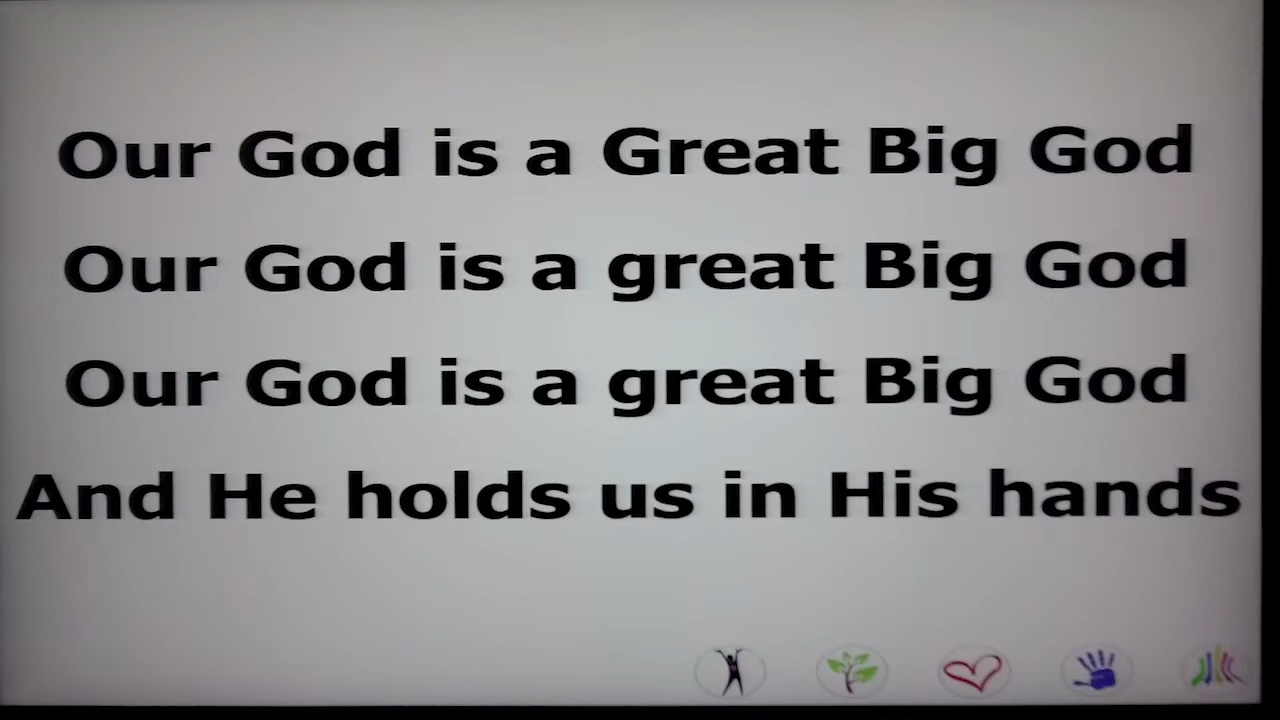 Our God is a Great Big God
Our God is a great Big God
Our God is a great Big God
And He holds us in His hands